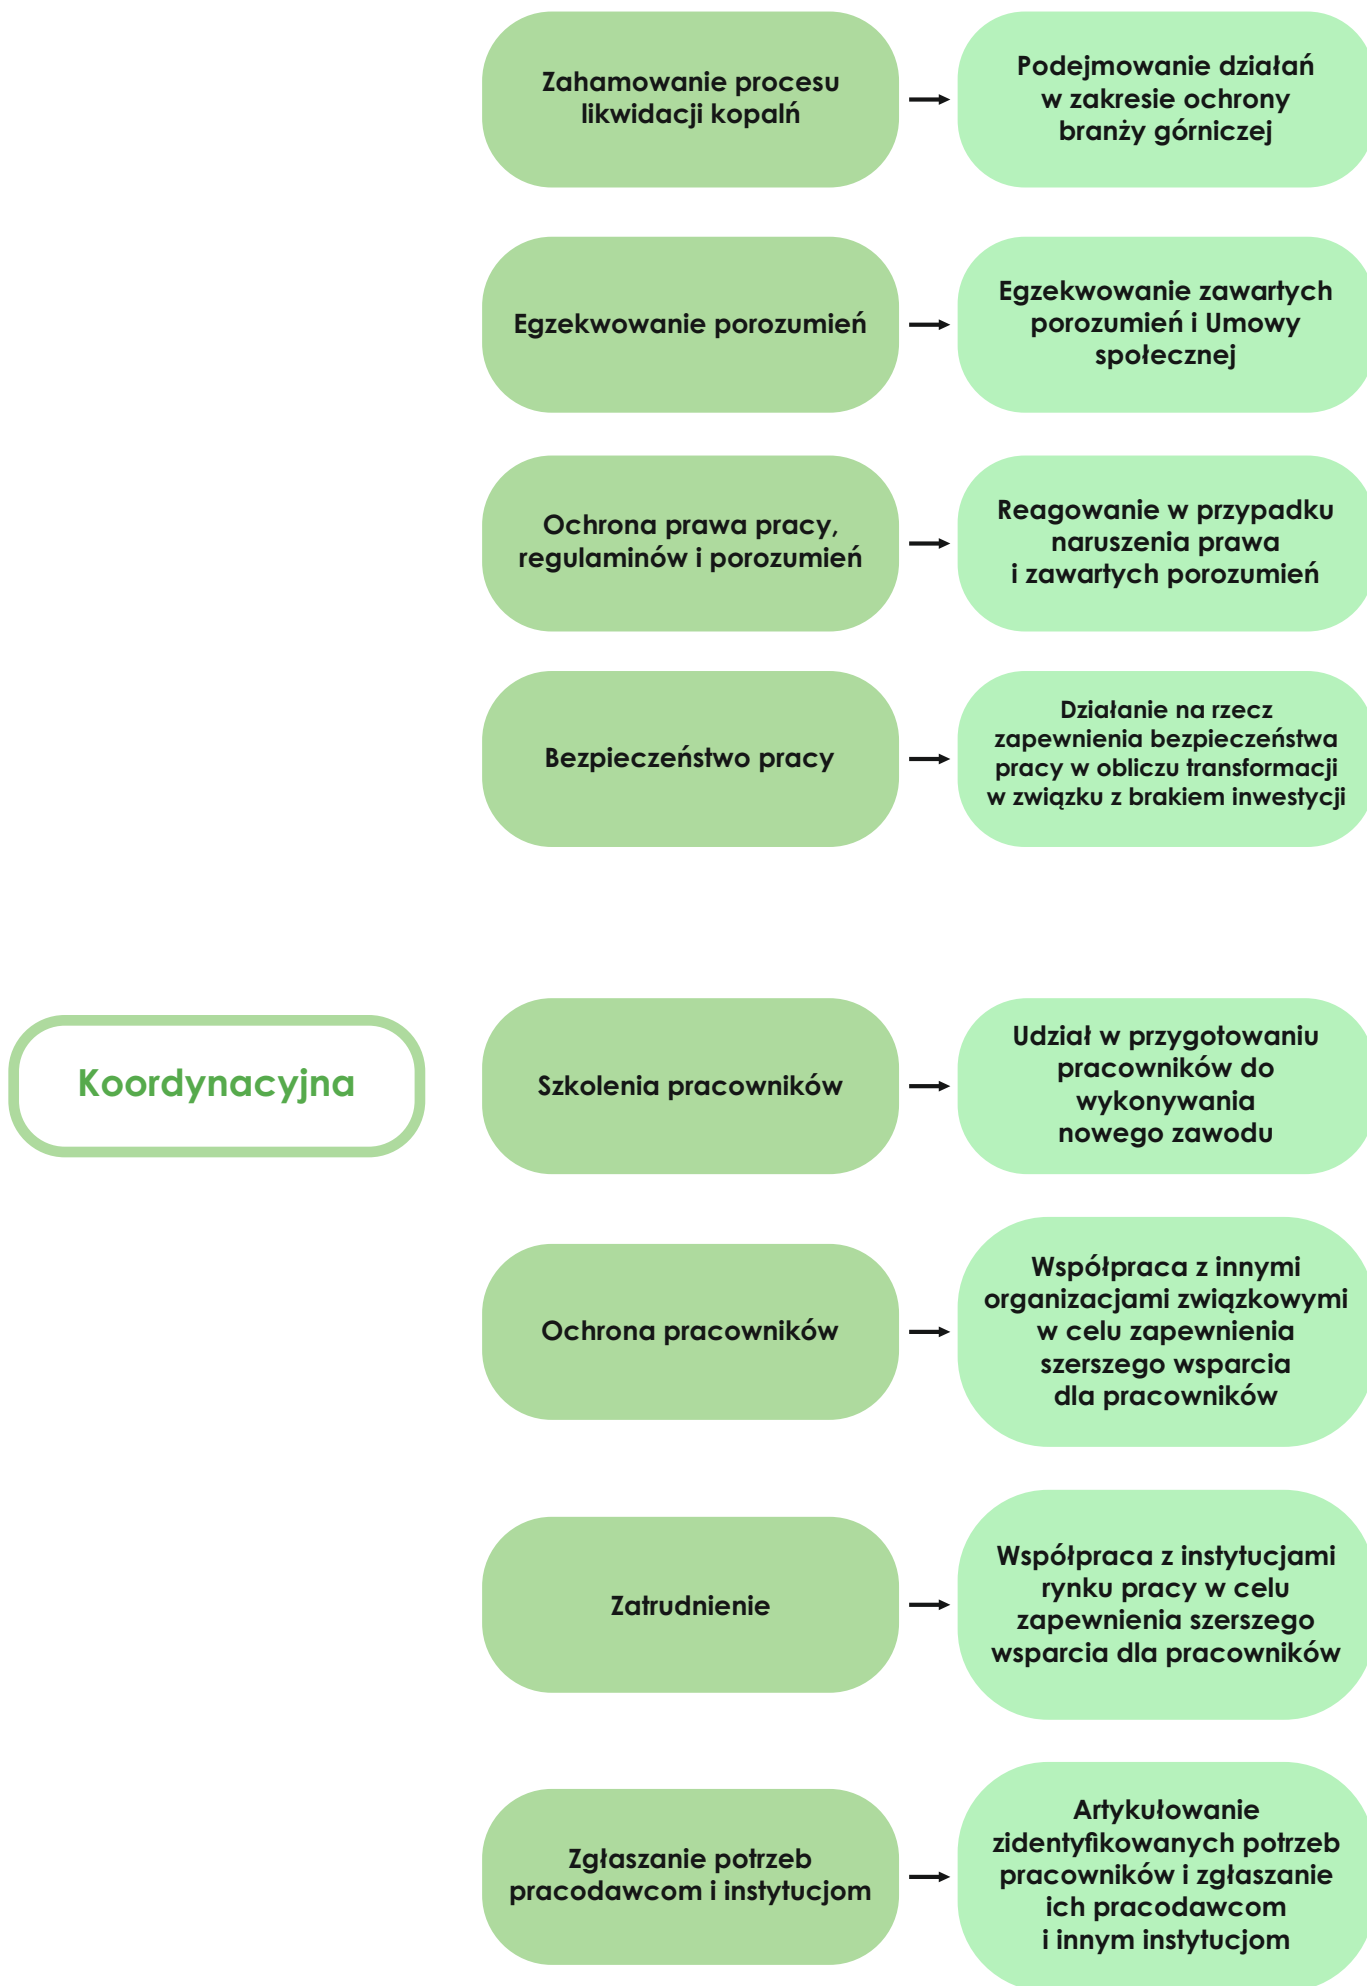 Zahamowanie procesu
likwidacji kopalń
Podejmowanie działań
w zakresie ochrony
branży górniczej
Egzekwowanie porozumień
Egzekwowanie zawartych
porozumień i Umowy
społecznej
Ochrona prawa pracy,
regulaminów i porozumień
Reagowanie w przypadku
naruszenia prawa
i zawartych porozumień
Bezpieczeństwo pracy
Działanie na rzecz
zapewnienia bezpieczeństwa
pracy w obliczu transformacji
w związku z brakiem inwestycji
Koordynacyjna
Szkolenia pracowników
Udział w przygotowaniu
pracowników do
wykonywania
nowego zawodu
Ochrona pracowników
Współpraca z innymi
organizacjami związkowymi
w celu zapewnienia
szerszego wsparcia
dla pracowników
Zatrudnienie
Współpraca z instytucjami
rynku pracy w celu
zapewnienia szerszego
wsparcia dla pracowników
Zgłaszanie potrzeb
pracodawcom i instytucjom
Artykułowanie
zidentyfikowanych potrzeb
pracowników i zgłaszanie
ich pracodawcom
i innym instytucjom